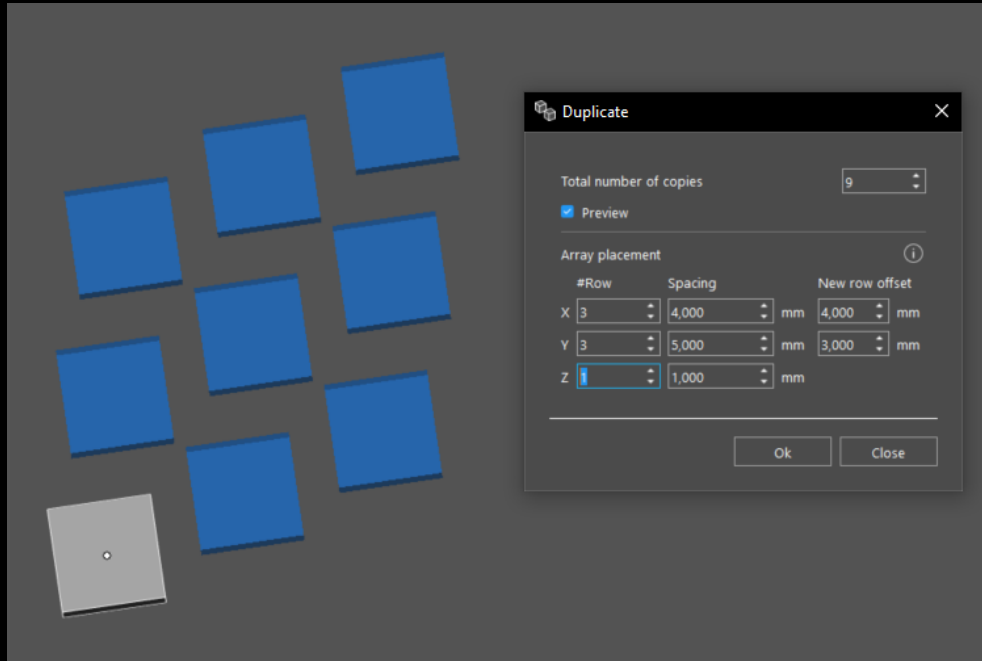 Duplicate
Total number of copies 9
Preview
Array placement
#Row Spacing New row offset
X 3 4,000 mm 4,000 mm
Y 3 5,000 mm 3,000 mm
Z 1 1,000 mm
Ok Close